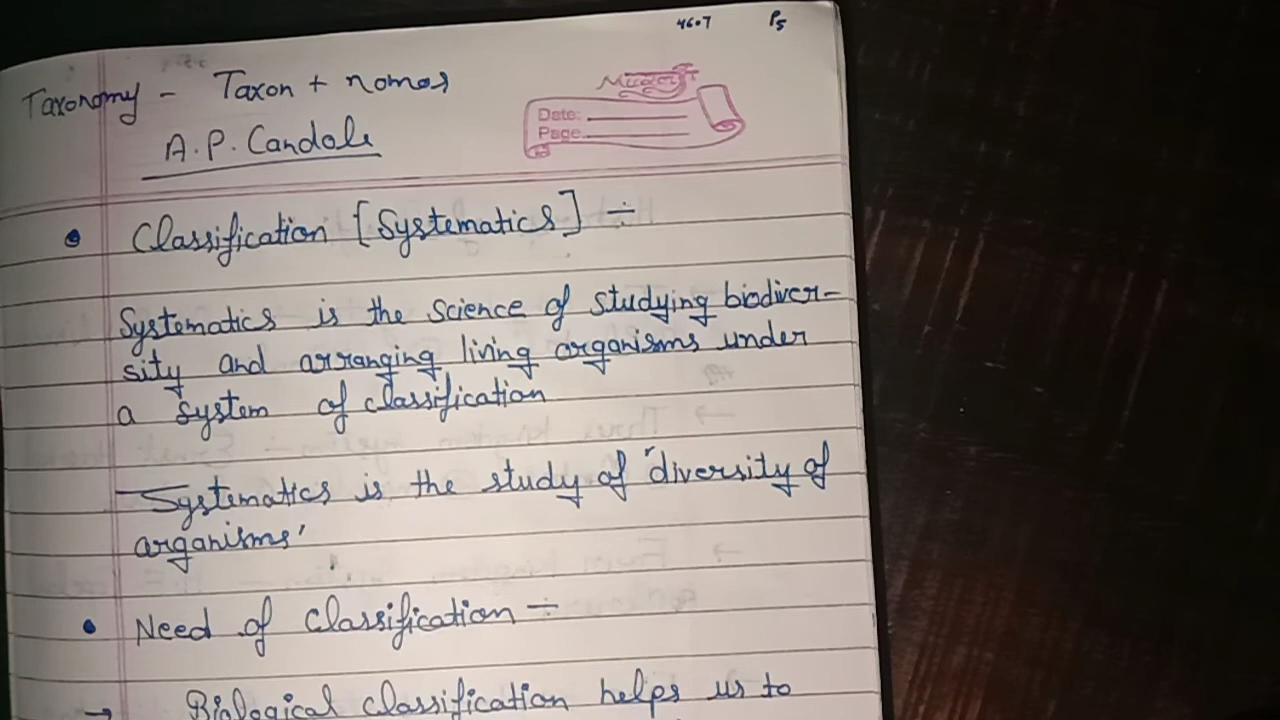 4607 P5
Taxonomy - Taxon + nomos
A.P. Candole
Date:
Page
• Classification [Systematics] ÷
Systematics is the science of studying biodiver-
sity and arranging living organisms under
a system of classification
Systematics is the study of 'diversity of
organisms'
• Need of classification ÷
→ Biological classification helps us to